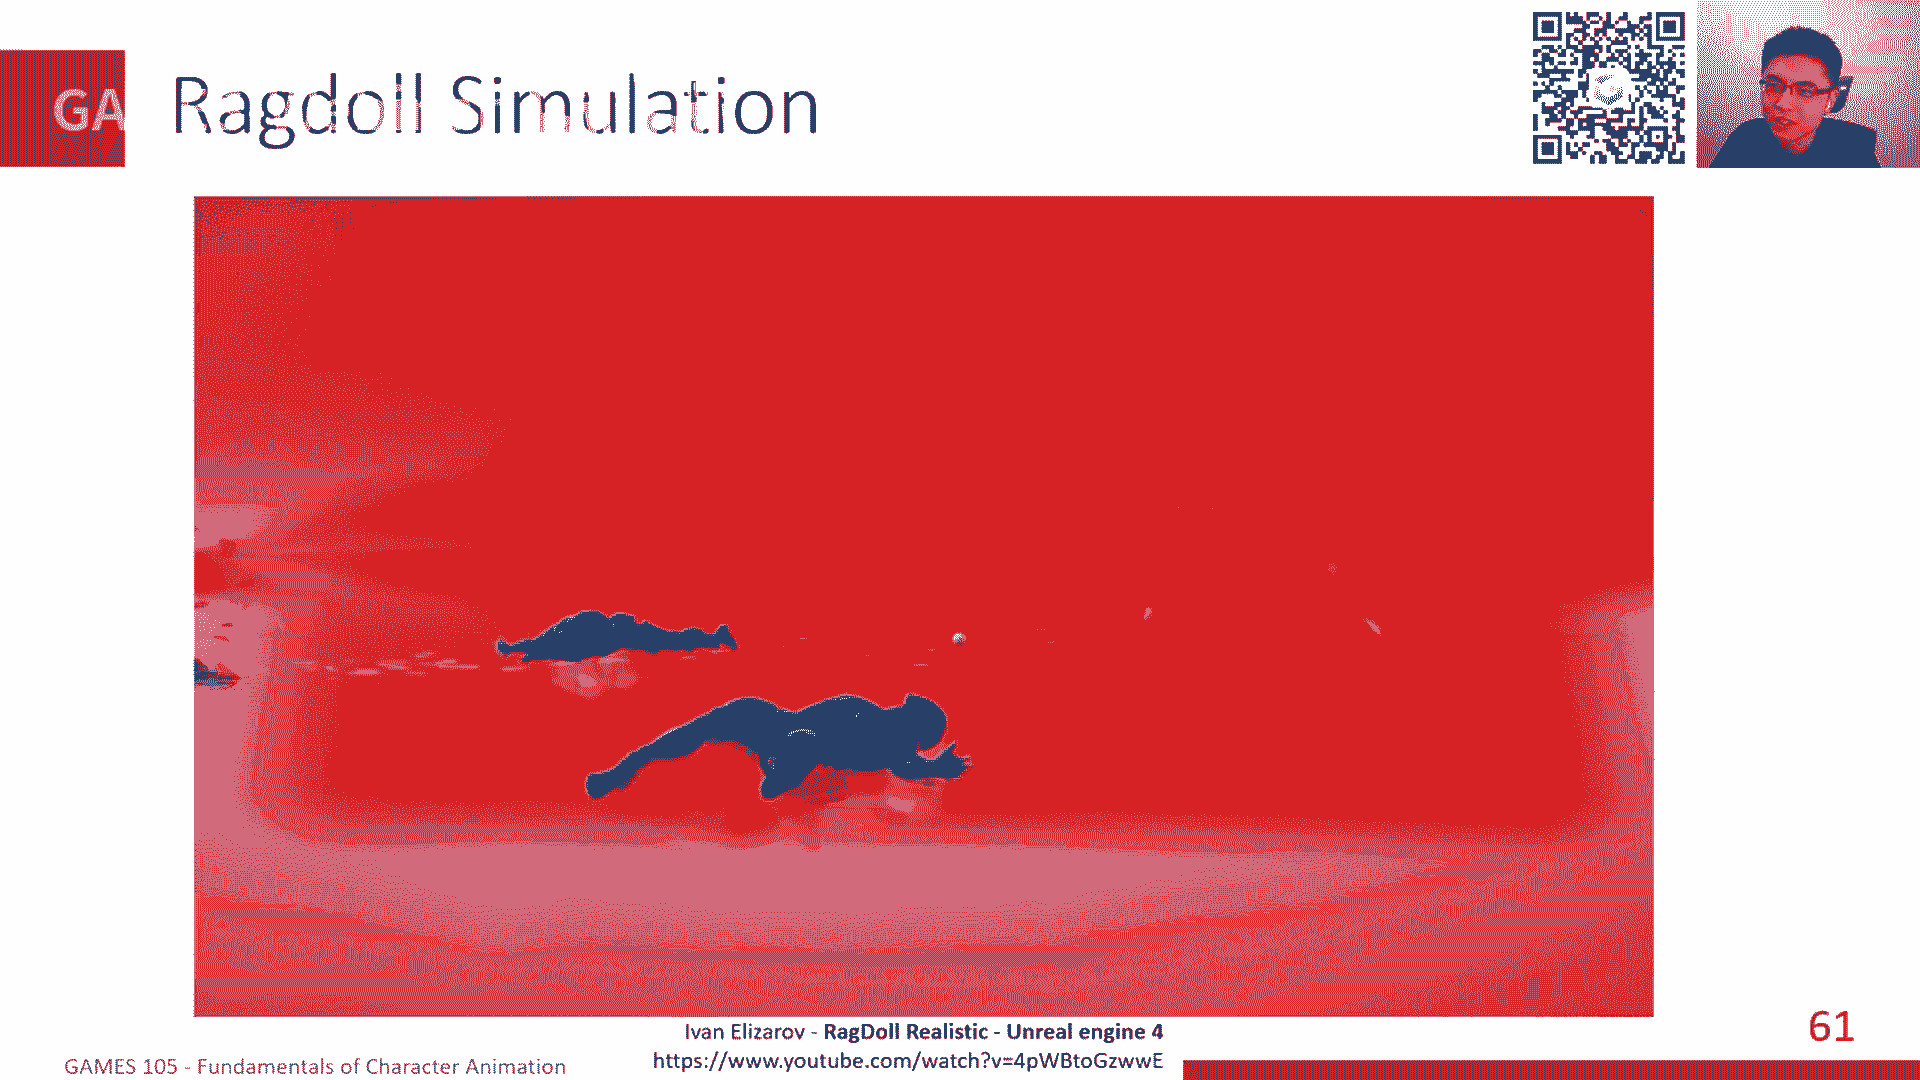 GA
Ragdoll Simulation
Ivan Elizarov - RagDoll Realistic - Unreal engine 4
https://www.youtube.com/watch?v=4pWBtoGzwwE
61
GAMES 105 - Fundamentals of Character Animation